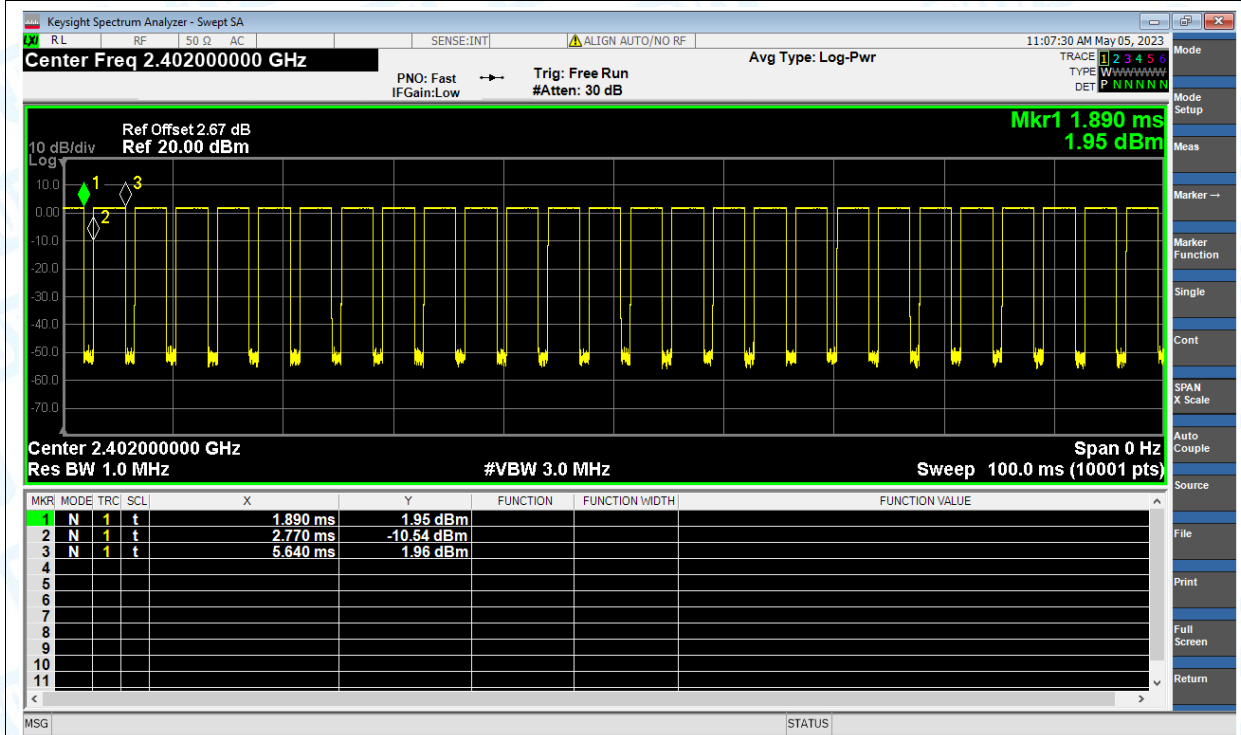 Keysight Spectrum Analyzer - Swept SA
LXI RL RF 50 Ω AC SENSE:INT ALIGN AUTO/NO RF 11:07:30 AM May 05, 2023
Center Freq 2.402000000 GHz
PNO: Fast
IFGain:Low
Trig: Free Run
#Atten: 30 dB
Avg Type: Log-Pwr
TRACE 1 2 3 4 5 6
TYPE WWWWWW
DET P N N N N N
Ref Offset 2.67 dB
10 dB/div Ref 20.00 dBm
Log
Mkr1 1.890 ms
1.95 dBm
10.0
0.00
-10.0
-20.0
-30.0
-40.0
-50.0
-60.0
-70.0
1
2
3
Center 2.402000000 GHz Span 0 Hz
Res BW 1.0 MHz #VBW 3.0 MHz Sweep 100.0 ms (10001 pts)
MKR MODE TRC SCL X Y FUNCTION FUNCTION WIDTH FUNCTION VALUE
1 N 1 t 1.890 ms 1.95 dBm
2 N 1 t 2.770 ms -10.54 dBm
3 N 1 t 5.640 ms 1.96 dBm
4
5
6
7
8
9
10
11
MSG STATUS
Mode
Mode
Setup
Meas
Marker →
Marker
Function
Single
Cont
SPAN
X Scale
Auto
Couple
Source
File
Print
Full
Screen
Return